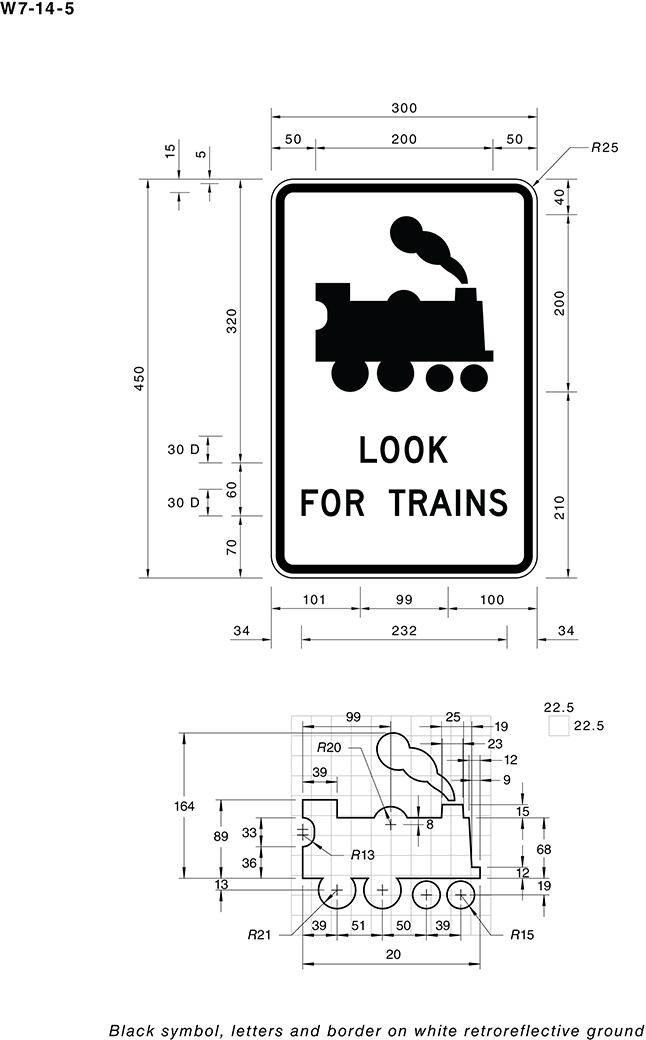 W7-14-5
300
50 200 50
R25
15
5
40
320
200
450
LOOK
30 D
60
30 D
FOR TRAINS
210
70
101 99 100
34 232 34
22.5
22.5
99 25
19
R20 23
12
39 9
164
15
89 33 8
68
R13
36
12
13 19
R21 39 51 50 39 R15
20
Black symbol, letters and border on white retroreflective ground